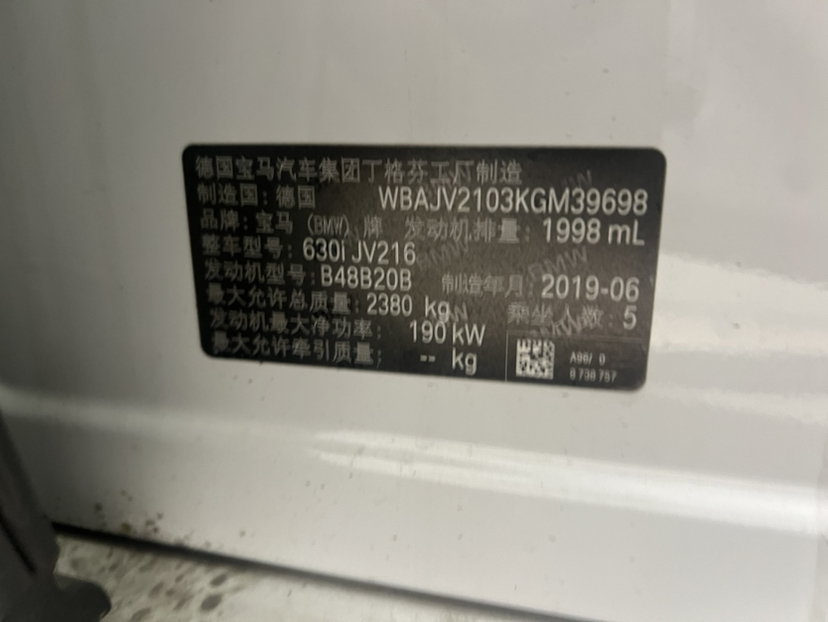 德国宝马汽车集团丁格芬工厂制造
制造国：德国 WBAJV2103KGM39698
品牌：宝马（BMW）牌 发动机排量：1998 mL
整车型号：630i JV216
发动机型号：B48B20B 制造年月：2019-06
最大允许总质量：2380 kg 乘坐人数：5
发动机最大净功率：190 kW
最大允许牵引质量：-- kg
A98/ 0